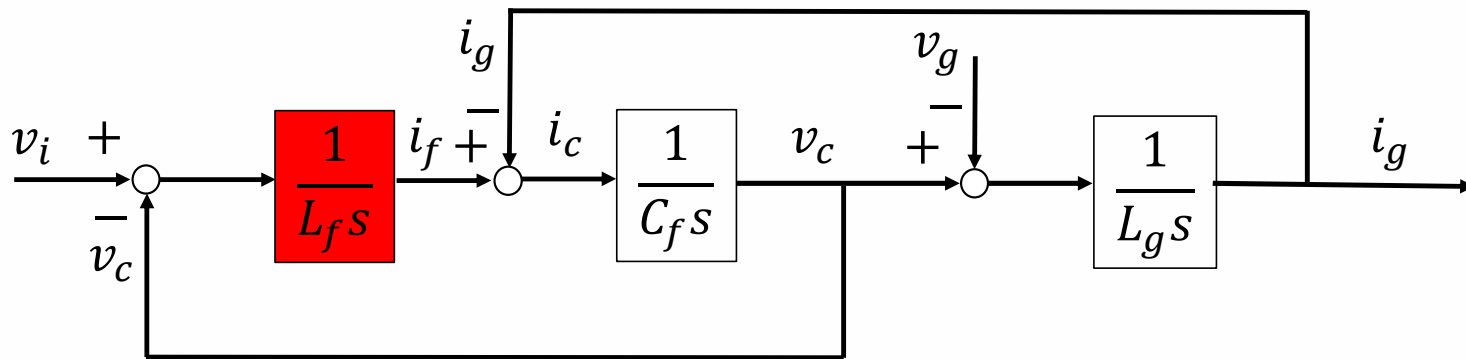 i_g
v_g
v_i + 1/(L_f s) i_f + − i_c 1/(C_f s) v_c + − 1/(L_g s) i_g
−
v_c